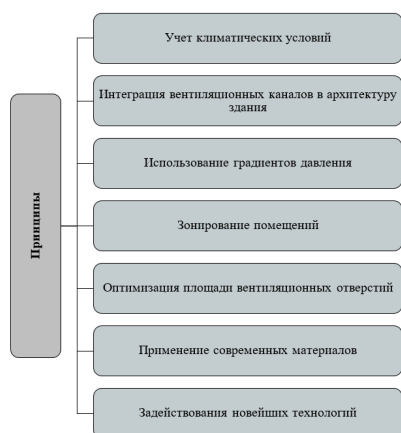 Принципы
Учет климатических условий
Интеграция вентиляционных каналов в архитектуру
здания
Использование градиентов давления
Зонирование помещений
Оптимизация площади вентиляционных отверстий
Применение современных материалов
Задействования новейших технологий